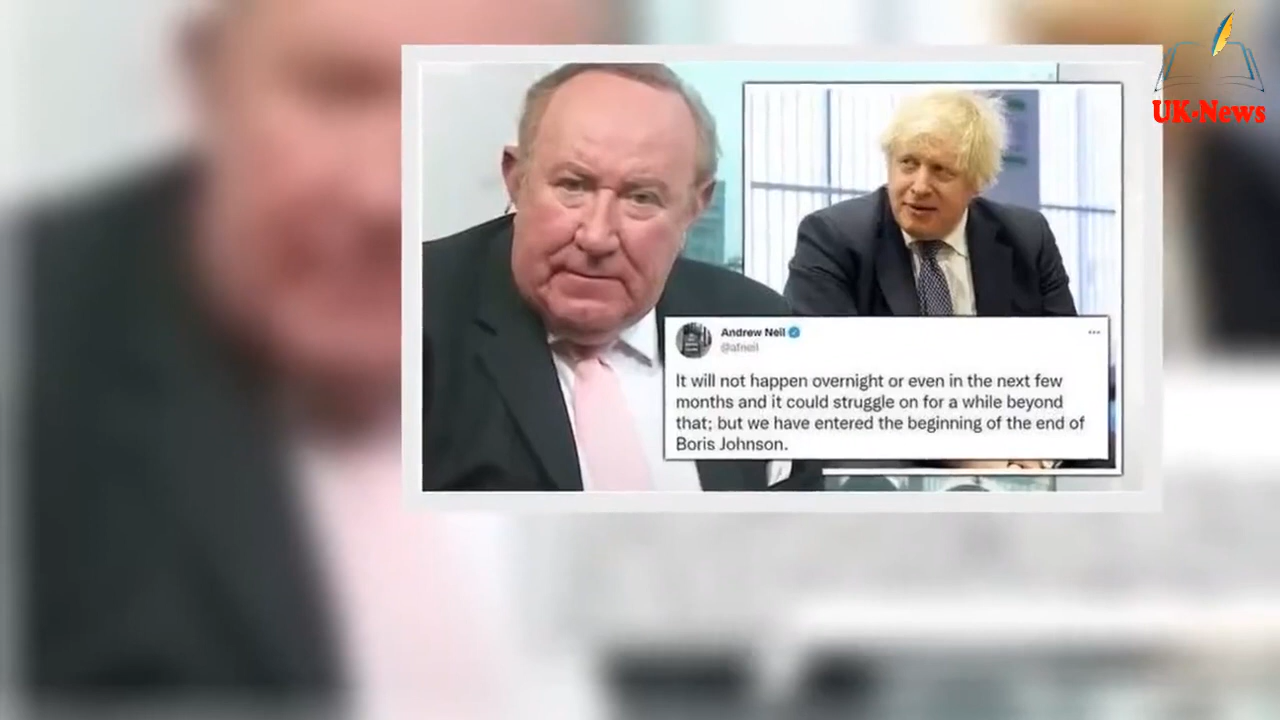 UK-News
Andrew Neil
@afneil
It will not happen overnight or even in the next few
months and it could struggle on for a while beyond
that; but we have entered the beginning of the end of
Boris Johnson.